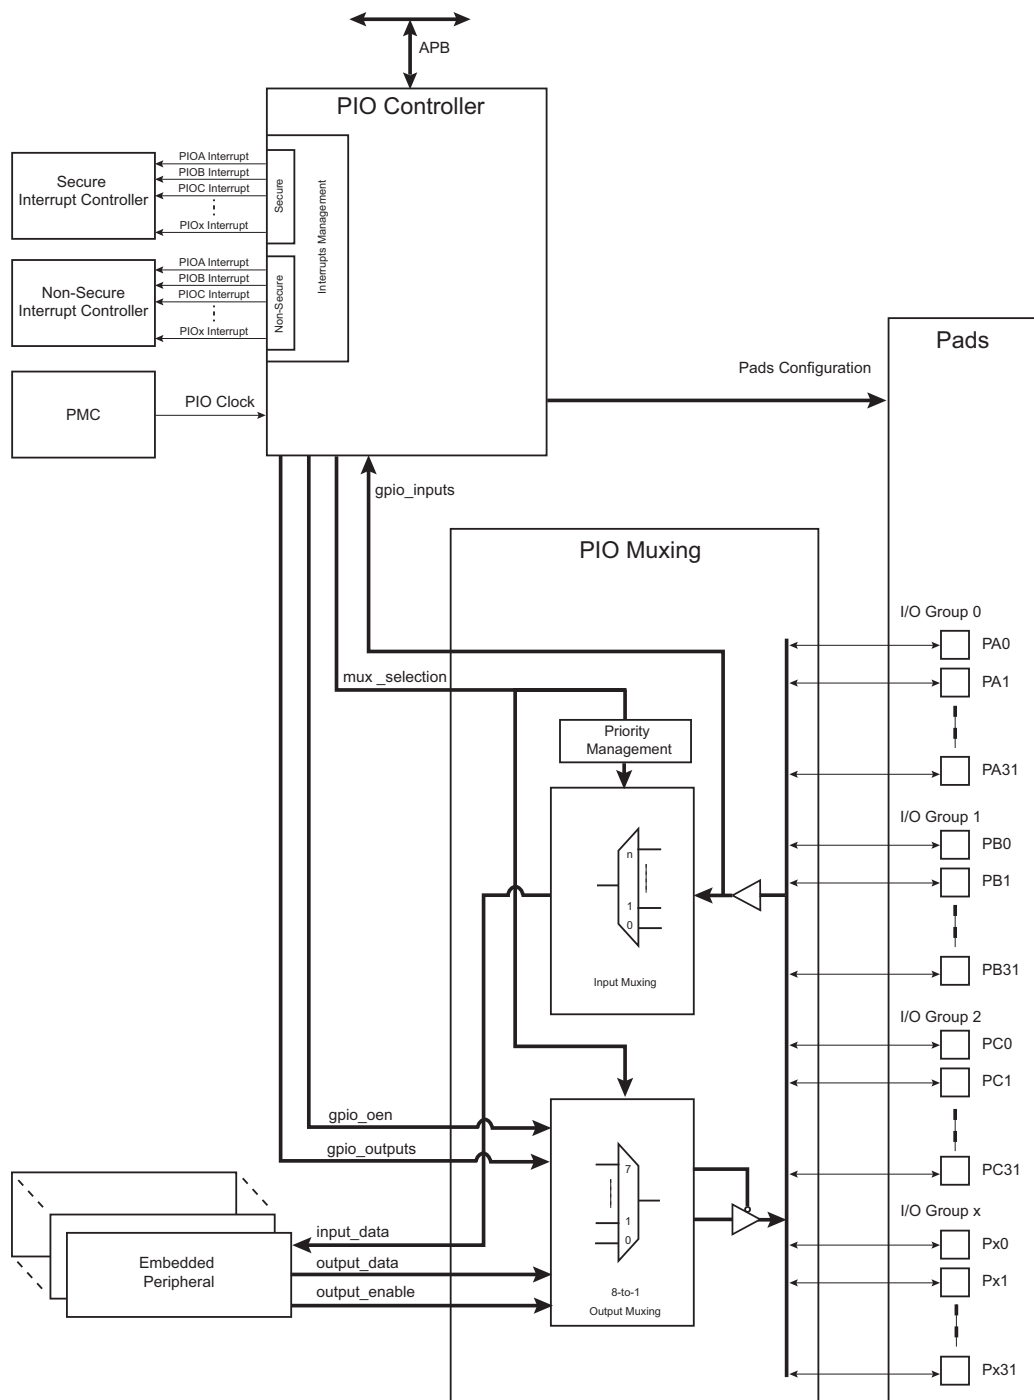 APB
PIO Controller
PIOA Interrupt
PIOB Interrupt
PIOC Interrupt
PIOx Interrupt
Secure
Interrupt Controller
Secure
Interrupts Management
PIOA Interrupt
PIOB Interrupt
PIOC Interrupt
PIOx Interrupt
Non-Secure
Interrupt Controller
Non-Secure
PMC
PIO Clock
Pads Configuration
Pads
gpio_inputs
PIO Muxing
mux _selection
Priority
Management
n
1
0
Input Muxing
I/O Group 0
PA0
PA1
PA31
I/O Group 1
PB0
PB1
PB31
I/O Group 2
PC0
PC1
PC31
I/O Group x
Px0
Px1
Px31
gpio_oen
gpio_outputs
7
1
0
8-to-1
Output Muxing
input_data
output_data
output_enable
Embedded
Peripheral